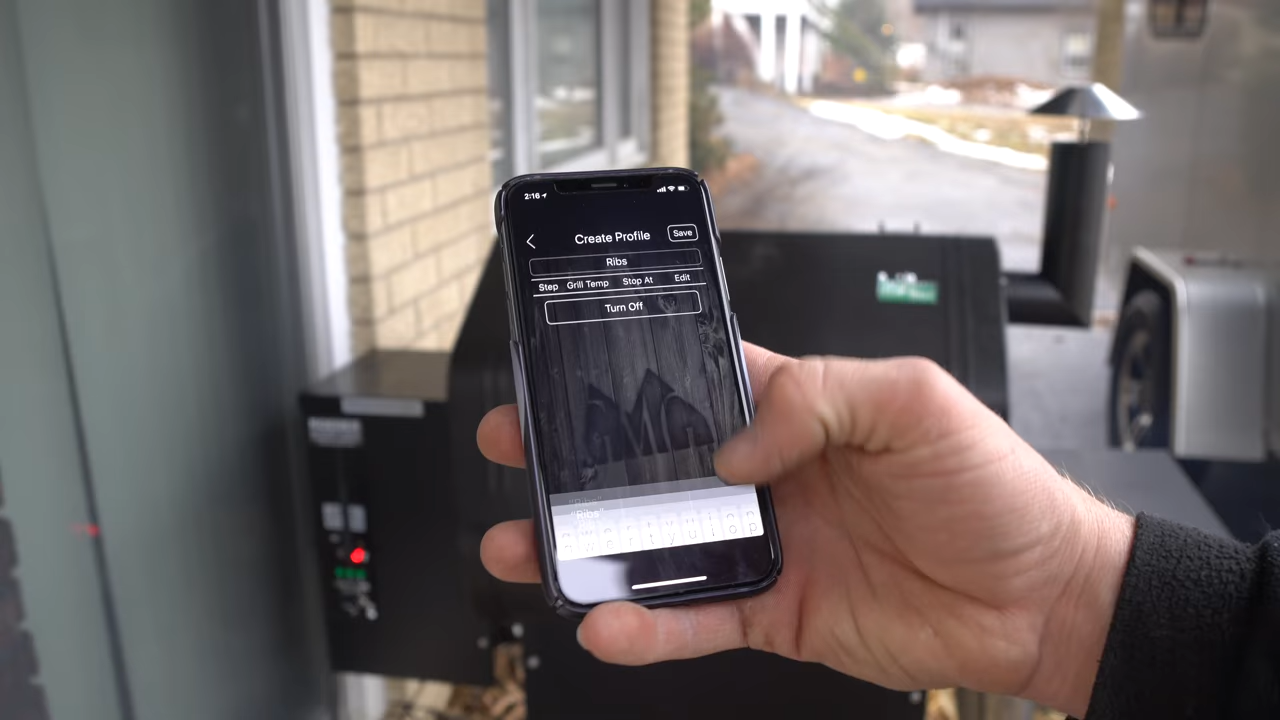 2:16
Create Profile
Save
Ribs
Step Grill Temp Stop At Edit
Turn Off
"Ribs"